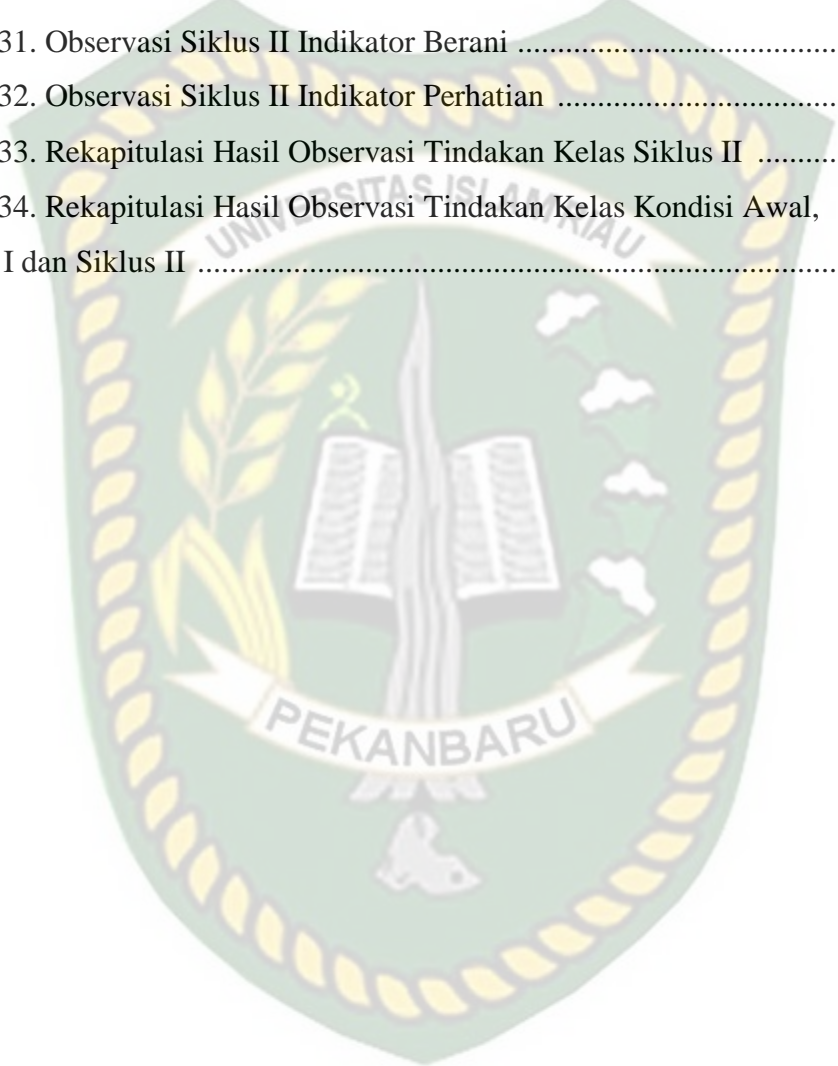 31. Observasi Siklus II Indikator Berani ....................................
32. Observasi Siklus II Indikator Perhatian ................................
33. Rekapitulasi Hasil Observasi Tindakan Kelas Siklus II ..........
34. Rekapitulasi Hasil Observasi Tindakan Kelas Kondisi Awal,
I dan Siklus II ...............................................................................
UNIVERSITAS ISLAM RIAU
PEKANBARU